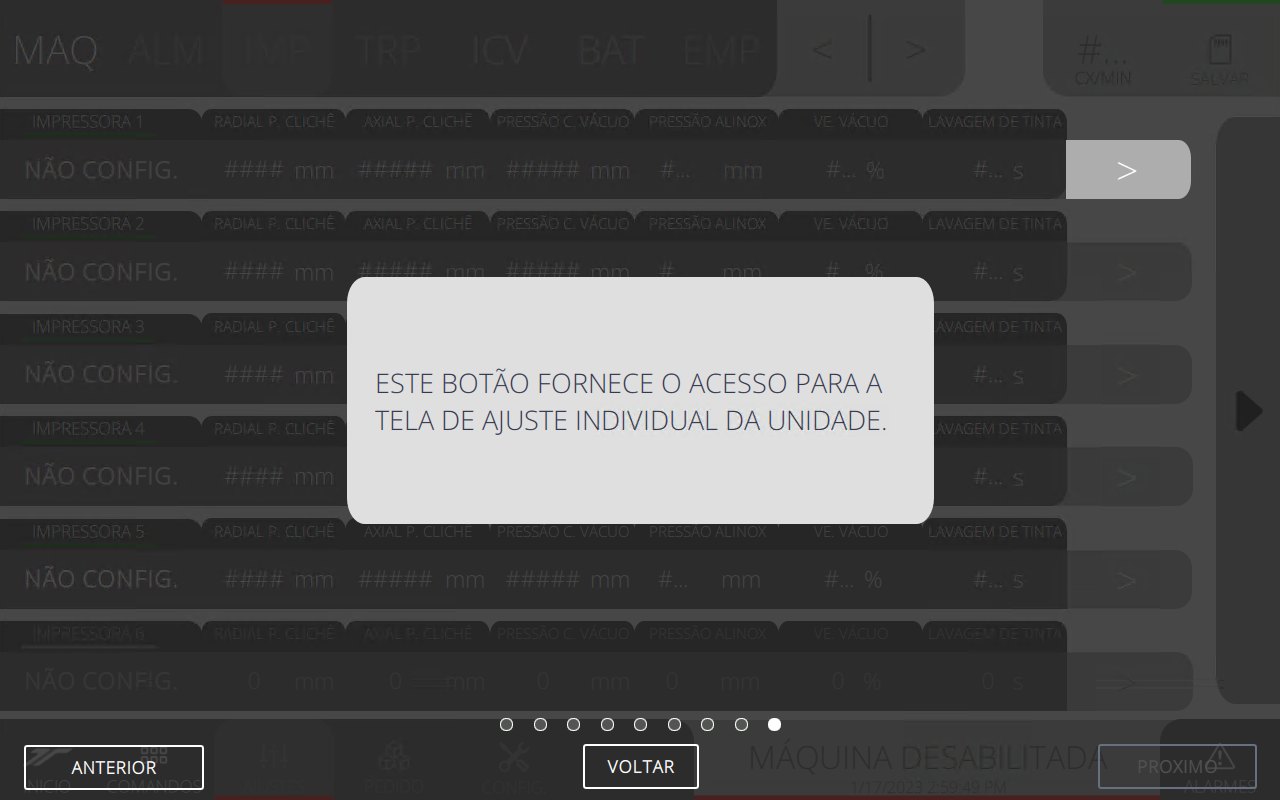 MAQ ALM IMP TRP ICV BAT EMP < > #... CX/MIN SALVAR
IMPRESSORA 1 RADIAL P. CLICHÊ AXIAL P. CLICHÊ PRESSÃO C. VÁCUO PRESSÃO ALINOX VE. VÁCUO LAVAGEM DE TINTA
NÃO CONFIG. #### mm ##### mm ##### mm #... mm #... % #... s >
IMPRESSORA 2 RADIAL P. CLICHÊ AXIAL P. CLICHÊ PRESSÃO C. VÁCUO PRESSÃO ALINOX VE. VÁCUO LAVAGEM DE TINTA
NÃO CONFIG. #### mm ##### mm ##### mm #... mm #... % #... s >
IMPRESSORA 3 RADIAL P. CLICHÊ LAVAGEM DE TINTA
NÃO CONFIG. #### mm #... s >
ESTE BOTÃO FORNECE O ACESSO PARA A
TELA DE AJUSTE INDIVIDUAL DA UNIDADE.
IMPRESSORA 4 RADIAL P. CLICHÊ LAVAGEM DE TINTA
NÃO CONFIG. #### mm #... s >
IMPRESSORA 5 RADIAL P. CLICHÊ AXIAL P. CLICHÊ PRESSÃO C. VÁCUO PRESSÃO ALINOX VE. VÁCUO LAVAGEM DE TINTA
NÃO CONFIG. #### mm ##### mm ##### mm #... mm #... % #... s >
IMPRESSORA 6 RADIAL P. CLICHÊ AXIAL P. CLICHÊ PRESSÃO C. VÁCUO PRESSÃO ALINOX VE. VÁCUO LAVAGEM DE TINTA
NÃO CONFIG. 0 mm 0 mm 0 mm 0 mm 0 % 0 s >
ANTERIOR VOLTAR MÁQUINA DESABILITADA PROXIMO
INICIO COMANDOS PEDIDO CONFIG 1/17/2023 2:59:49 PM ALARMES